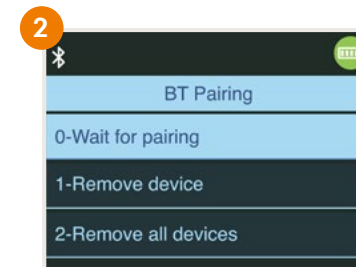 2
BT Pairing
0-Wait for pairing
1-Remove device
2-Remove all devices